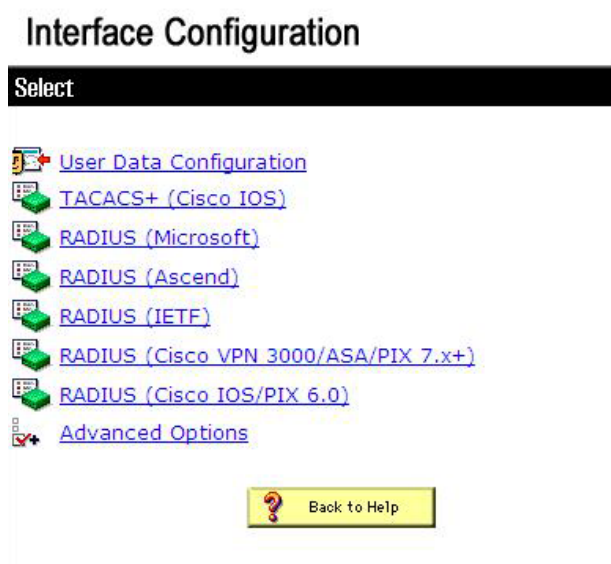 Interface Configuration
Select
User Data Configuration
TACACS+ (Cisco IOS)
RADIUS (Microsoft)
RADIUS (Ascend)
RADIUS (IETF)
RADIUS (Cisco VPN 3000/ASA/PIX 7.x+)
RADIUS (Cisco IOS/PIX 6.0)
Advanced Options
Back to Help